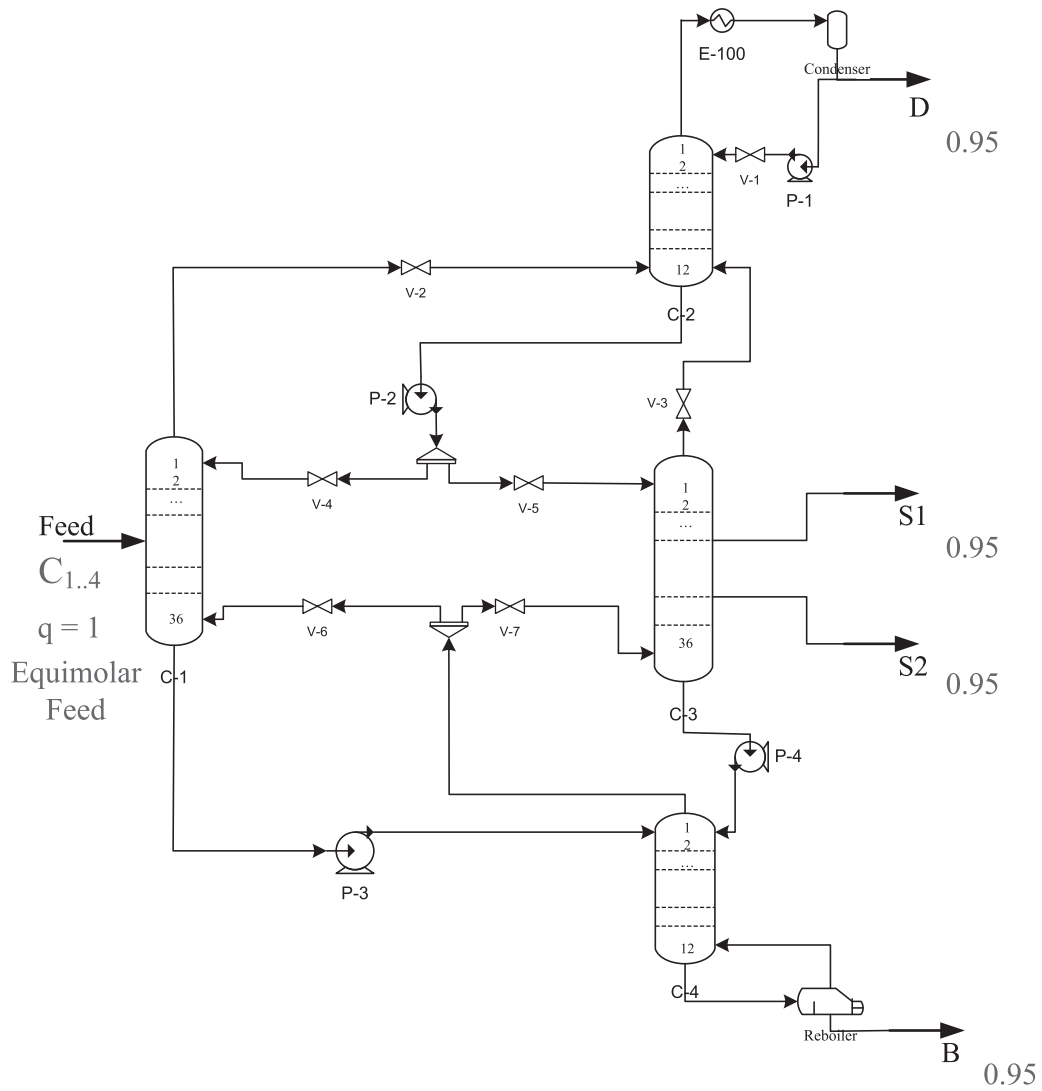 E-100
Condenser
D
0.95
1
2
...
12
V-1
P-1
V-2
C-2
P-2
V-3
1
2
...
36
V-4
V-5
1
2
...
36
Feed
C1..4
q = 1
Equimolar
Feed
S1
0.95
V-6
V-7
S2
0.95
C-1
C-3
P-4
P-3
1
2
...
12
C-4
Reboiler
B
0.95